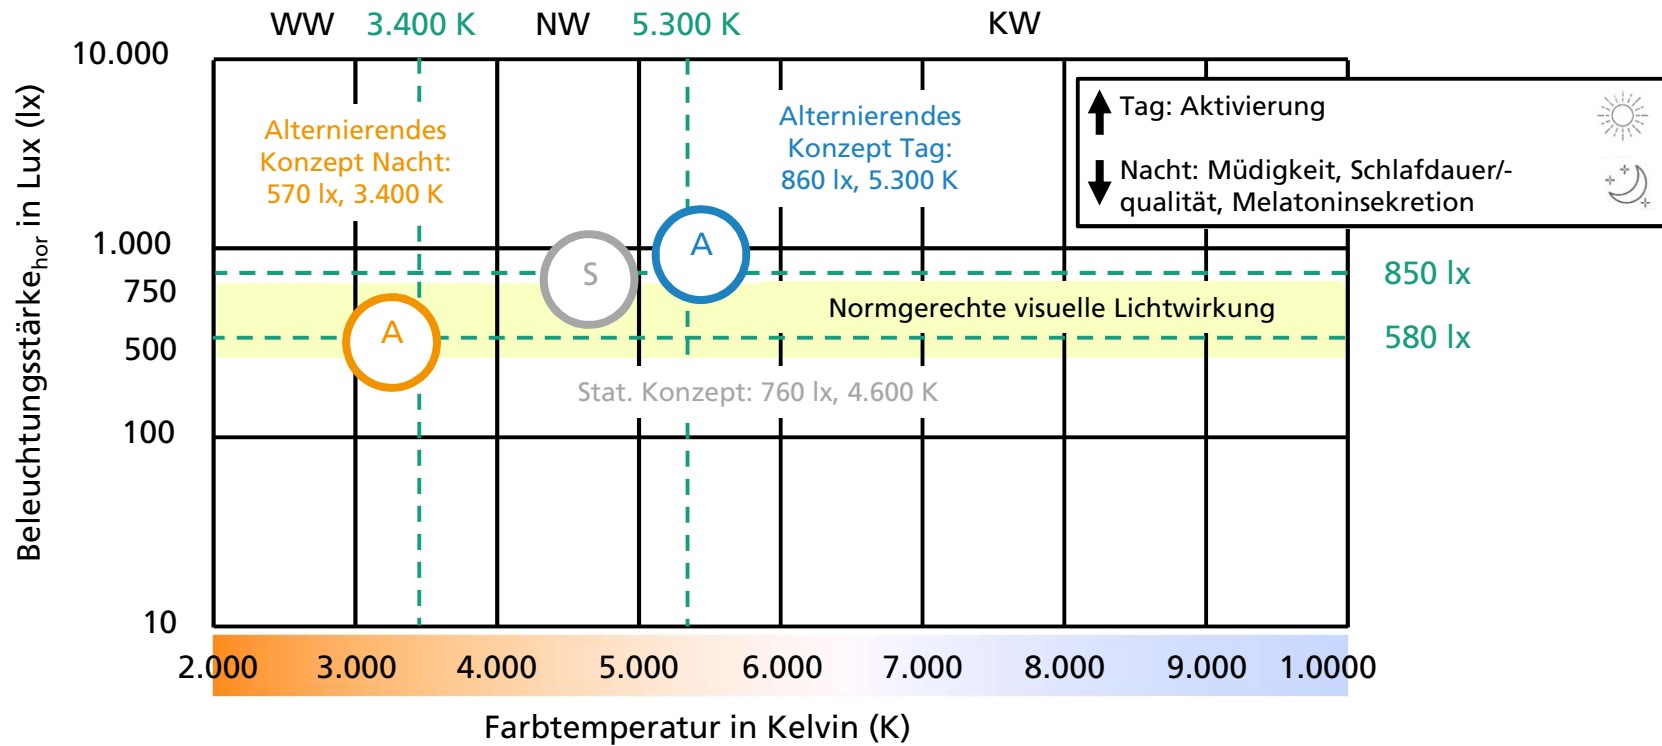 WW 3.400 K NW 5.300 K KW
10.000
Beleuchtungsstärkehor in Lux (lx)
Alternierendes
Konzept Nacht:
570 lx, 3.400 K
Alternierendes
Konzept Tag:
860 lx, 5.300 K
Tag: Aktivierung
Nacht: Müdigkeit, Schlafdauer/-
qualität, Melatoninsekretion
1.000
A
S
850 lx
750
Normgerechte visuelle Lichtwirkung
A
580 lx
500
Stat. Konzept: 760 lx, 4.600 K
100
10
2.000 3.000 4.000 5.000 6.000 7.000 8.000 9.000 1.0000
Farbtemperatur in Kelvin (K)